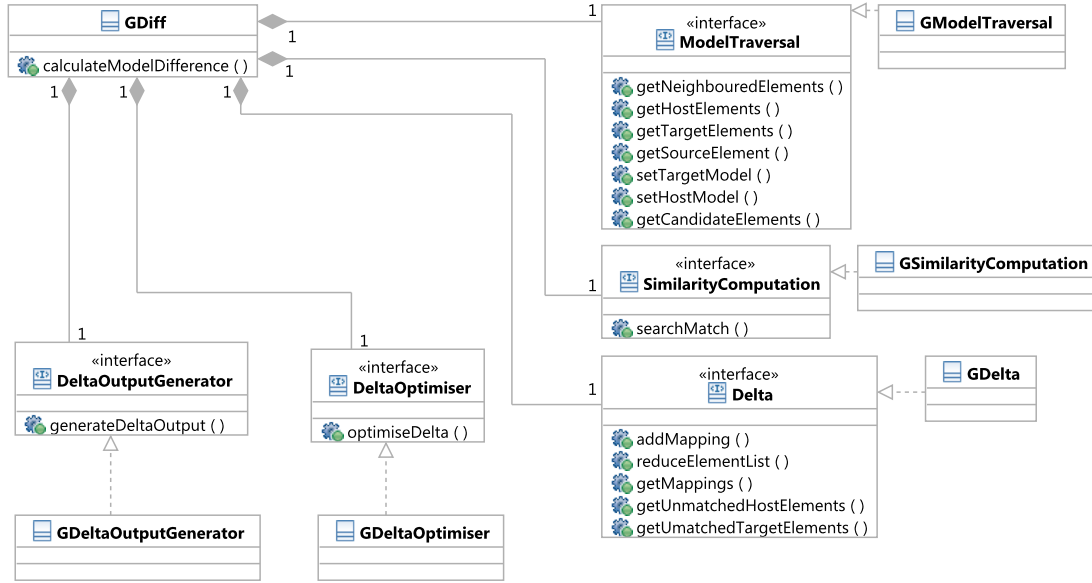 GDiff
calculateModelDifference ( )
1
1
1
1
1
1
«interface»
ModelTraversal
getNeighbouredElements ( )
getHostElements ( )
getTargetElements ( )
getSourceElement ( )
setTargetModel ( )
setHostModel ( )
getCandidateElements ( )
GModelTraversal
1
«interface»
SimilarityComputation
searchMatch ( )
GSimilarityComputation
1
«interface»
DeltaOutputGenerator
generateDeltaOutput ( )
1
«interface»
DeltaOptimiser
optimiseDelta ( )
1
«interface»
Delta
addMapping ( )
reduceElementList ( )
getMappings ( )
getUnmatchedHostElements ( )
getUmatchedTargetElements ( )
GDelta
GDeltaOutputGenerator
GDeltaOptimiser